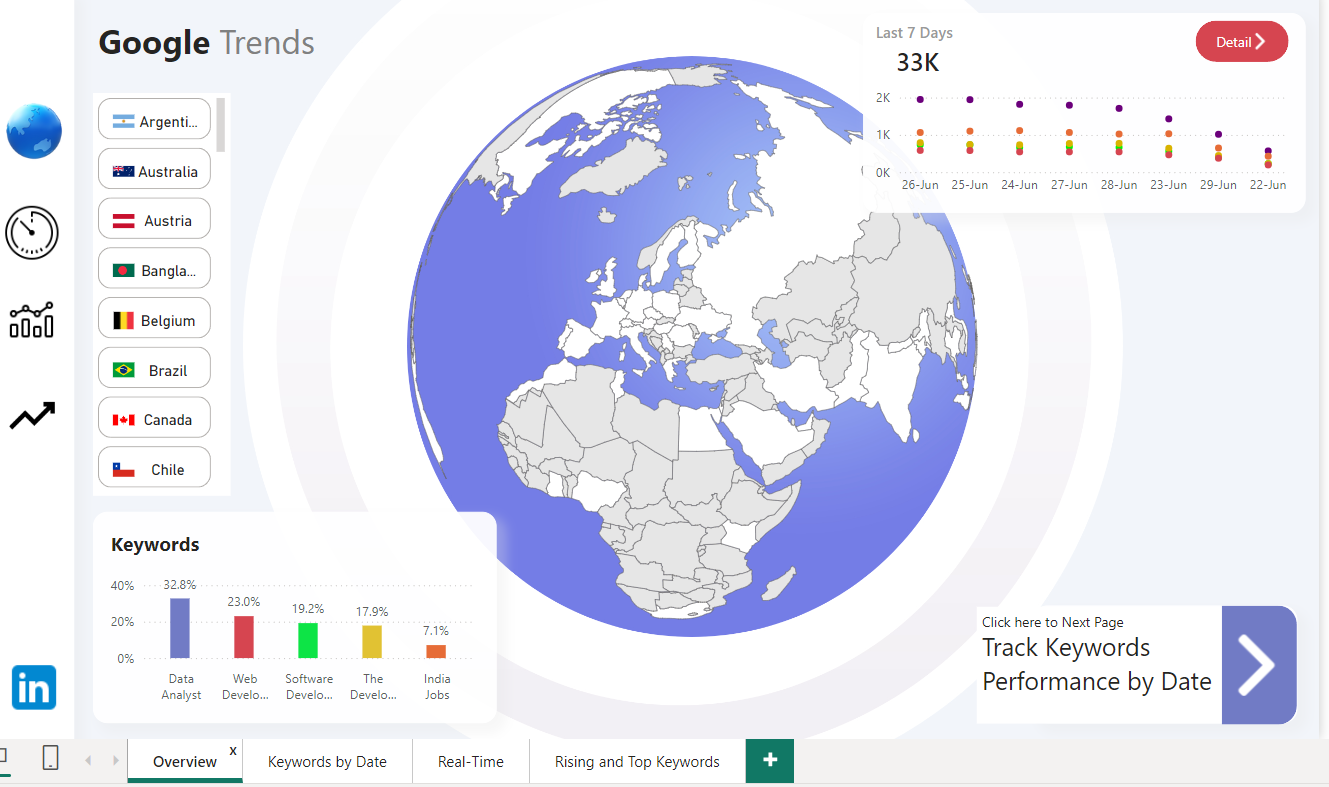 Google Trends
Argenti...
Australia
Austria
Bangla...
Belgium
Brazil
Canada
Chile
Last 7 Days
33K
Detail
2K
1K
0K
26-Jun 25-Jun 24-Jun 27-Jun 28-Jun 23-Jun 29-Jun 22-Jun
Keywords
40%
20%
0%
32.8%
23.0%
19.2%
17.9%
7.1%
Data
Analyst
Web
Develo...
Software
Develo...
The
Develo...
India
Jobs
Click here to Next Page
Track Keywords
Performance by Date
in
Overview x
Keywords by Date
Real-Time
Rising and Top Keywords
+